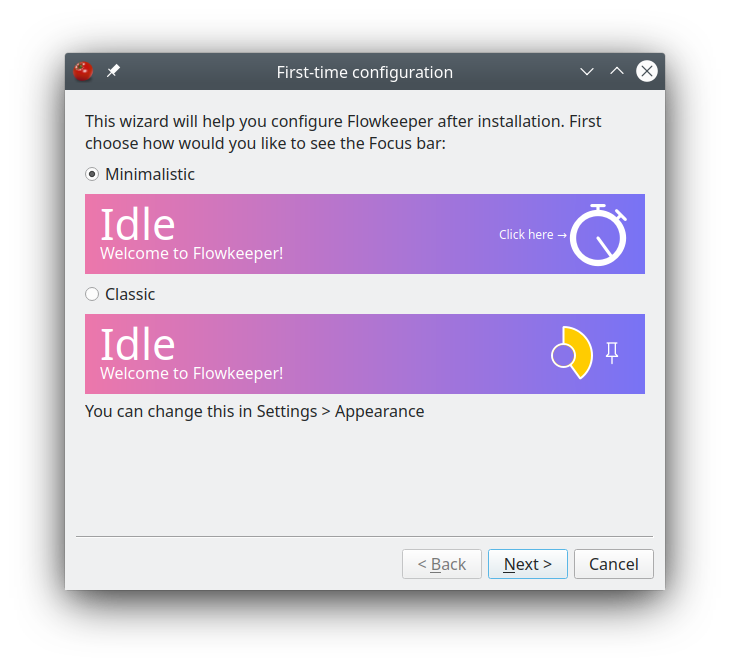 First-time configuration
This wizard will help you configure Flowkeeper after installation. First
choose how would you like to see the Focus bar:
Minimalistic
Idle
Welcome to Flowkeeper!
Click here →
Classic
Idle
Welcome to Flowkeeper!
You can change this in Settings > Appearance
< Back
Next >
Cancel